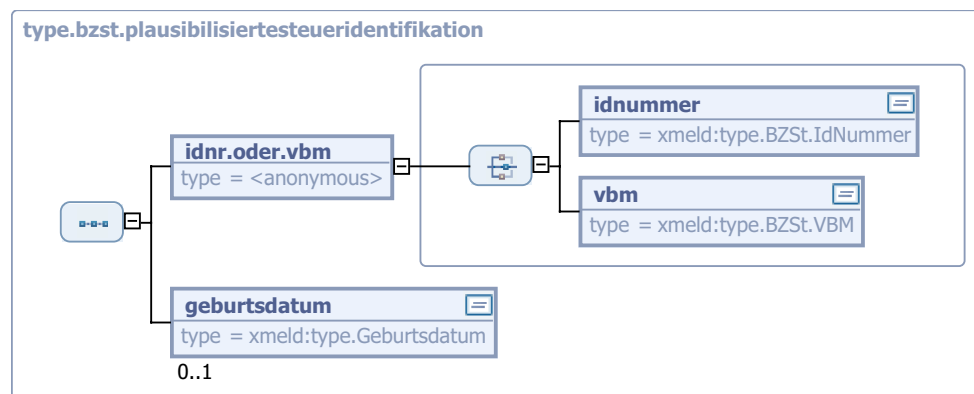 type.bzst.plausibilisiertesteueridentifikation
idnummer
type = xmeld:type.BZSt.IdNummer
idnr.oder.vbm
type = <anonymous>
vbm
type = xmeld:type.BZSt.VBM
geburtsdatum
type = xmeld:type.Geburtsdatum
0..1